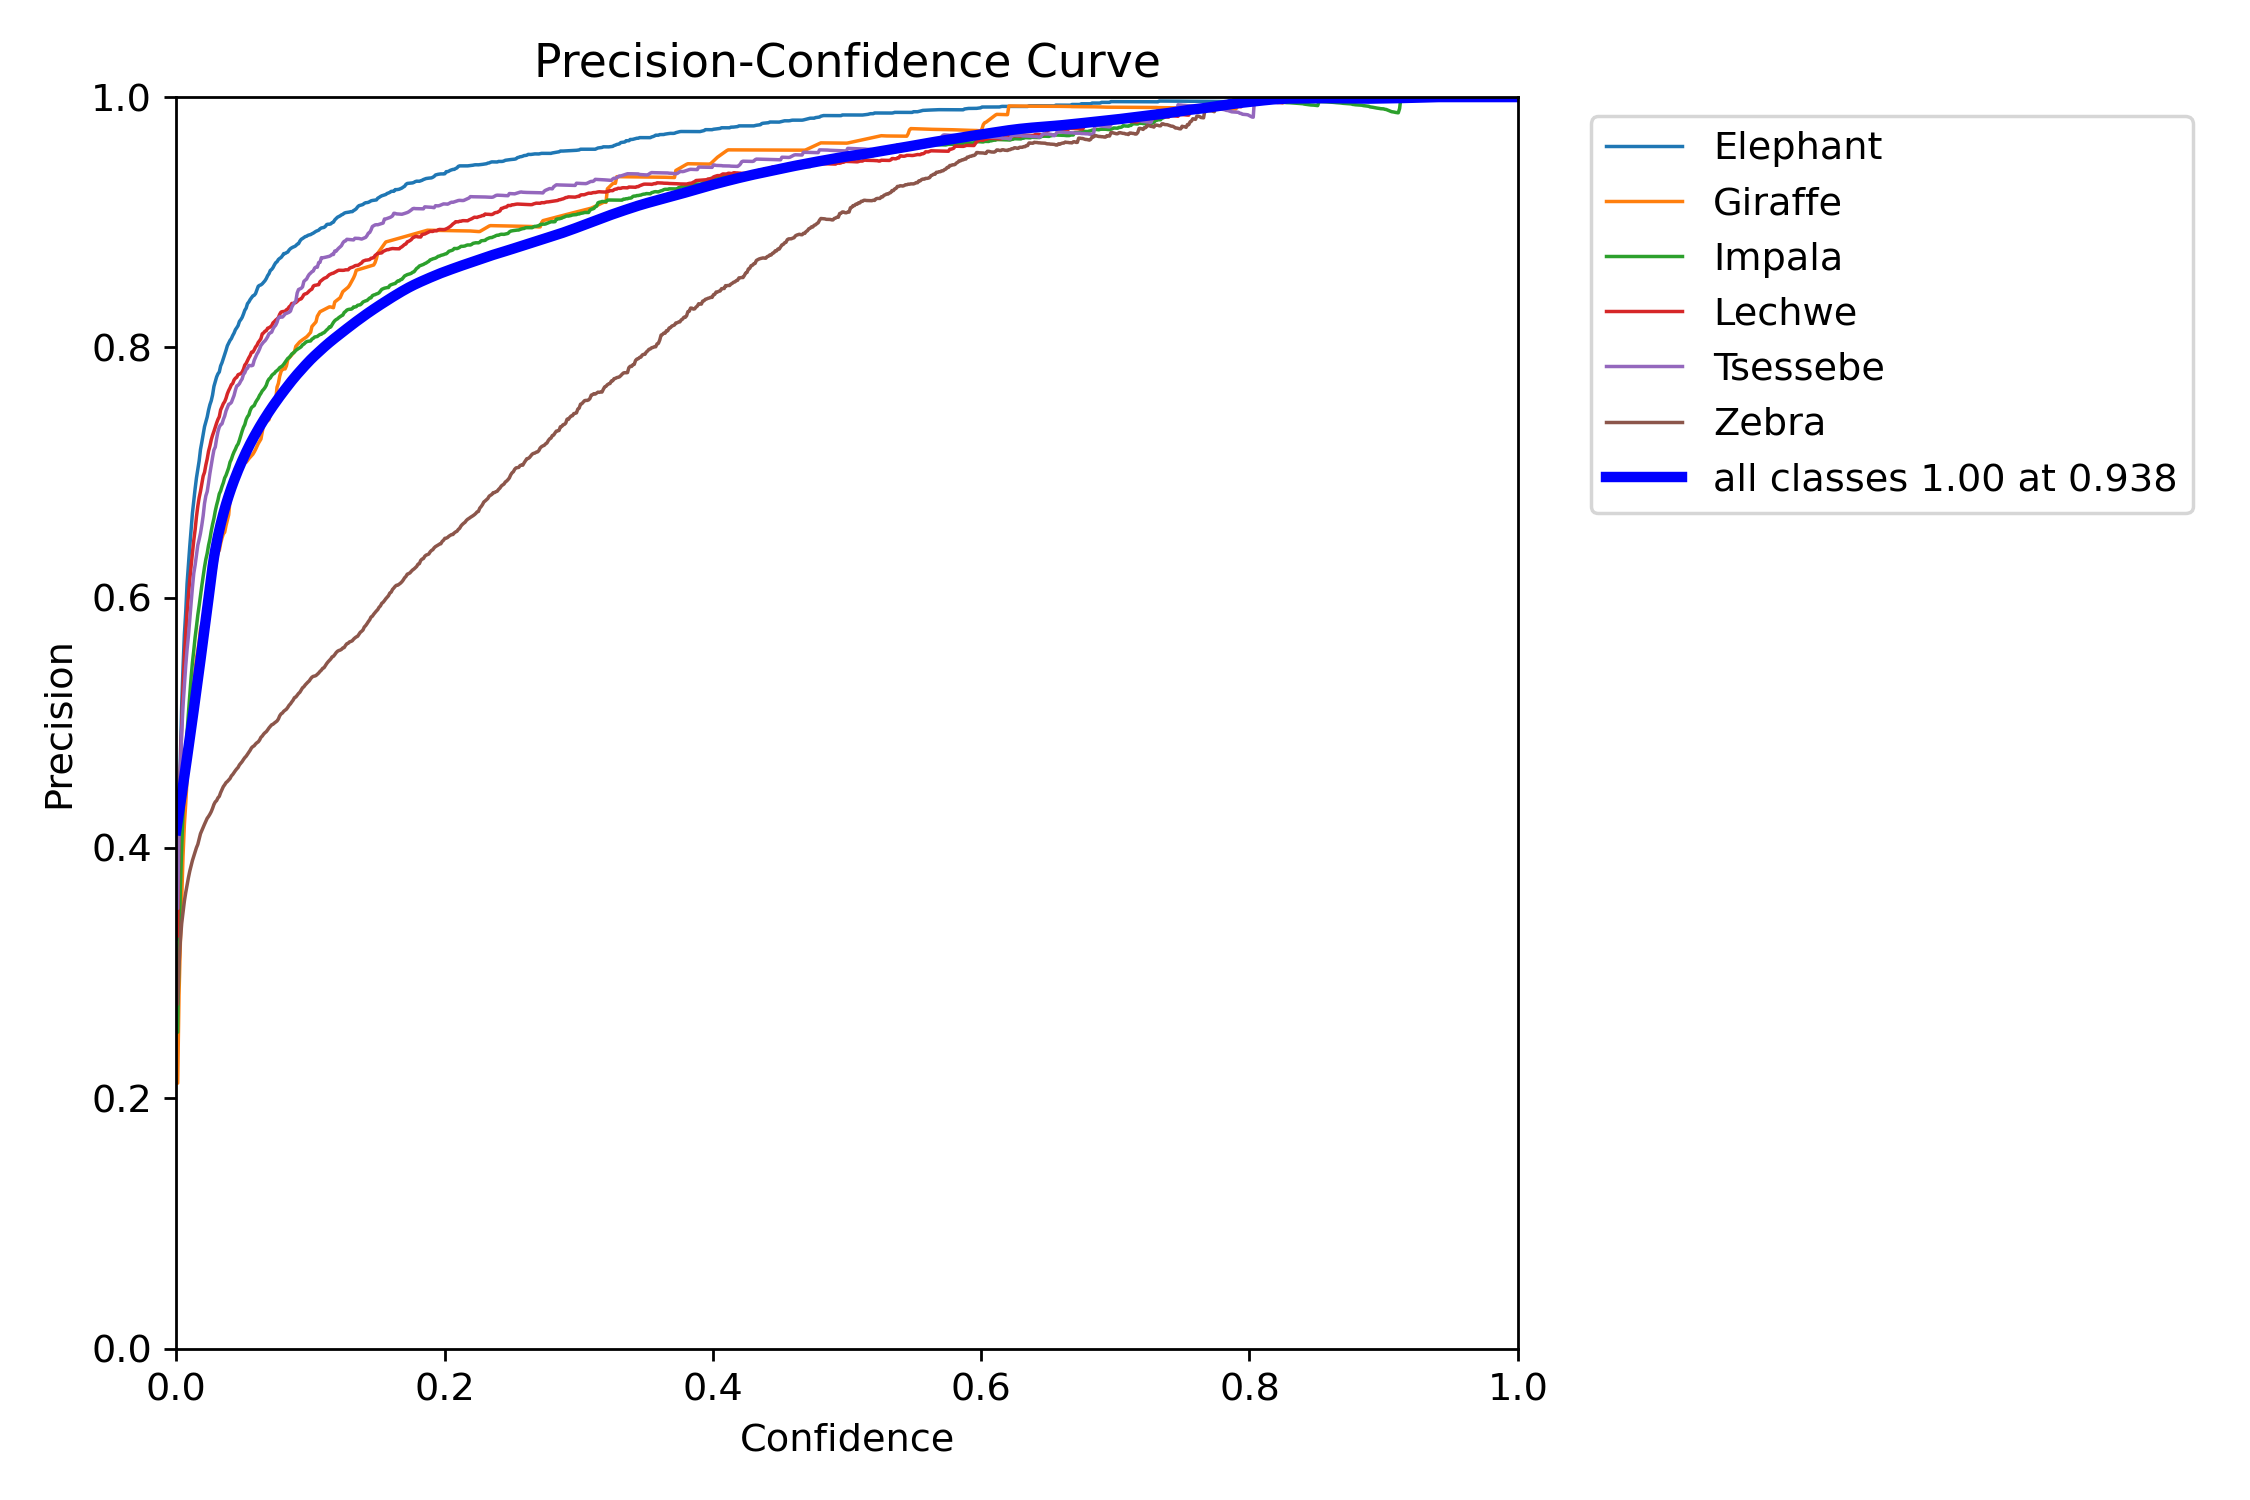 Precision-Confidence Curve
1.0
0.8
0.6
0.4
0.2
0.0
Precision
0.0 0.2 0.4 0.6 0.8 1.0
Confidence
Elephant
Giraffe
Impala
Lechwe
Tsessebe
Zebra
all classes 1.00 at 0.938